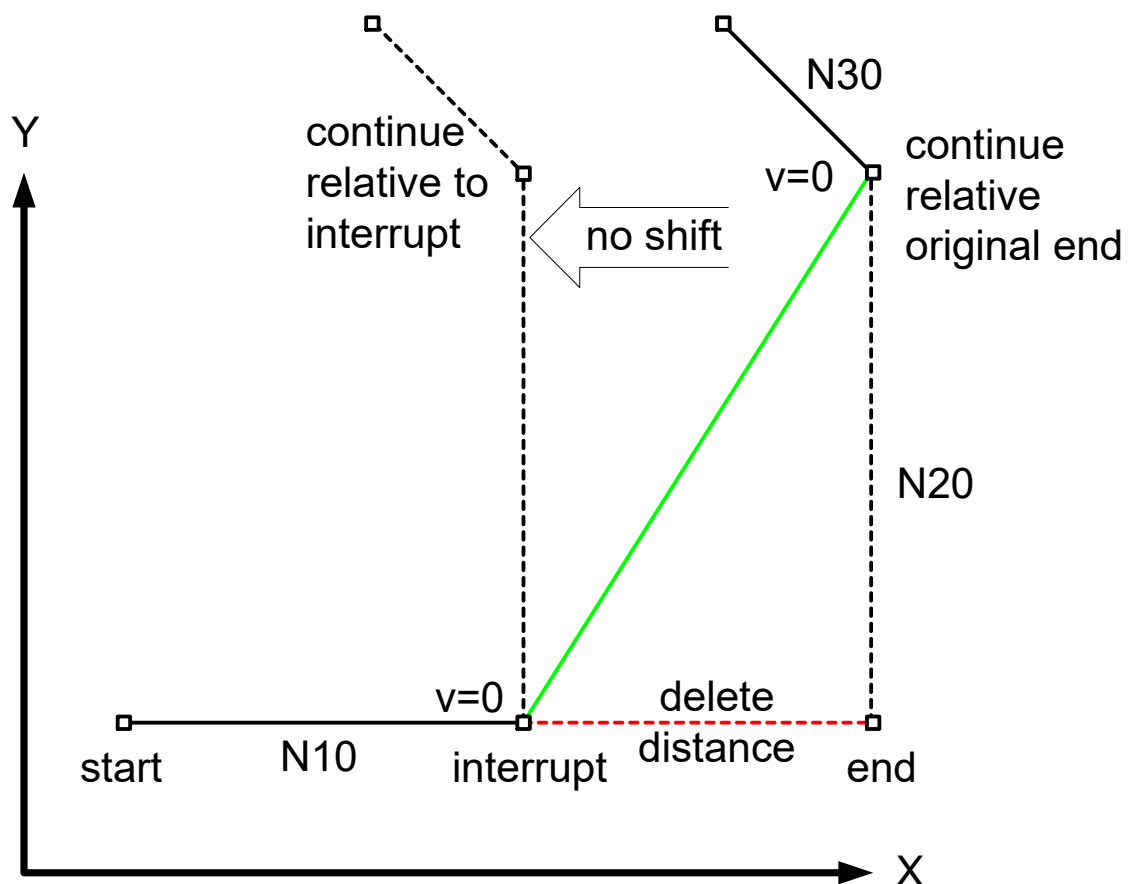 N30
Y
continue
relative to
interrupt
v=0
continue
relative
original end
no shift
N20
v=0
delete
distance
start
N10
interrupt
end
X